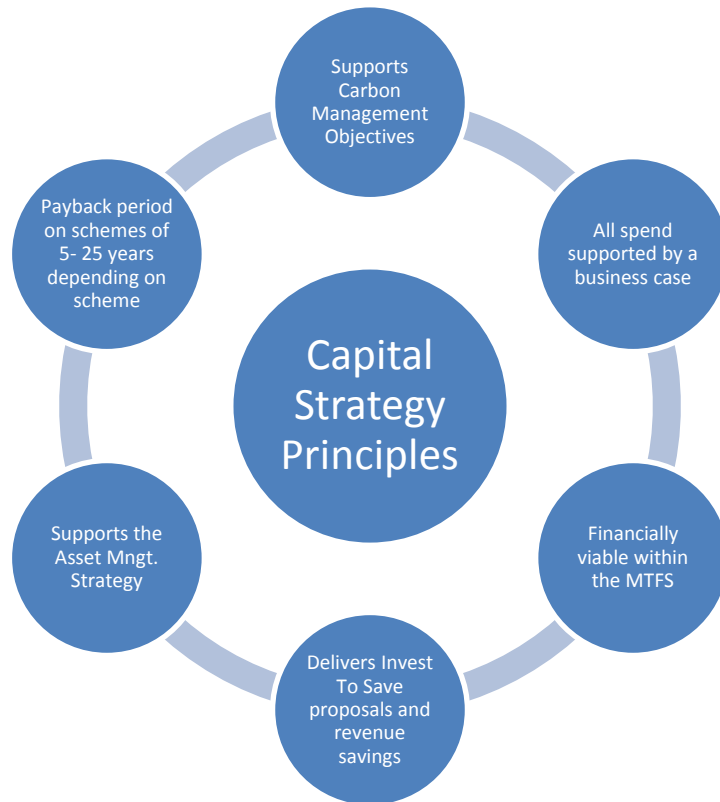 Supports
Carbon
Management
Objectives
All spend
supported by a
business case
Financially
viable within
the MTFS
Delivers Invest
To Save
proposals and
revenue
savings
Supports the
Asset Mngt.
Strategy
Payback period
on schemes of
5- 25 years
depending on
scheme
Capital
Strategy
Principles